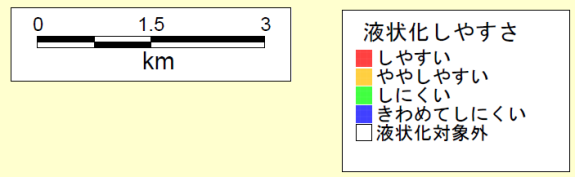 0 1.5 3
km
液状化しやすさ
しやすい
ややしやすい
しにくい
きわめてしにくい
液状化対象外